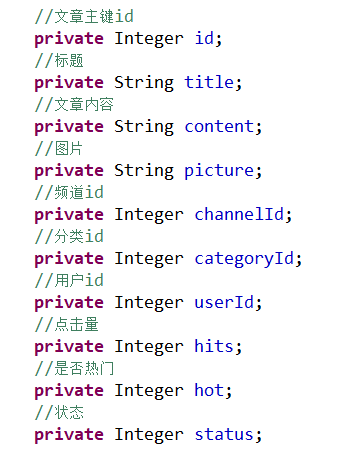 //文章主键id
private Integer id;
//标题
private String title;
//文章内容
private String content;
//图片
private String picture;
//频道id
private Integer channelId;
//分类id
private Integer categoryId;
//用户id
private Integer userId;
//点击量
private Integer hits;
//是否热门
private Integer hot;
//状态
private Integer status;